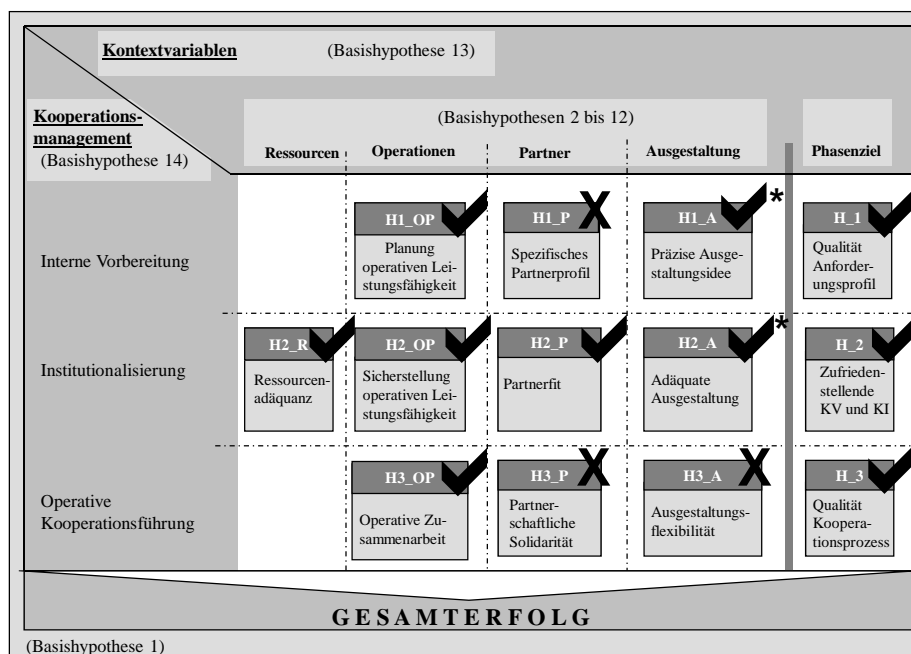 Kontextvariablen (Basishypothese 13)
Kooperations-
management
(Basishypothese 14)
(Basishypothesen 2 bis 12)
Ressourcen Operationen Partner Ausgestaltung Phasenziel
Interne Vorbereitung
H1_OP
Planung
operativen Lei-
stungsfähigkeit
H1_P X
Spezifisches
Partnerprofil
H1_A *
Präzise Ausge-
staltungsidee
H_1
Qualität
Anforder-
ungsprofil
Institutionalisierung
H2_R
Ressourcen-
adäquanz
H2_OP
Sicherstellung
operativen Lei-
stungsfähigkeit
H2_P
Partnerfit
H2_A *
Adäquate
Ausgestaltung
H_2
Zufrieden-
stellende
KV und KI
Operative
Kooperationsführung
H3_OP
Operative Zu-
sammenarbeit
H3_P X
Partner-
schaftliche
Solidarität
H3_A X
Ausgestaltungs-
flexibilität
H_3
Qualität
Koopera-
tionsprozess
GESAMTERFOLG
(Basishypothese 1)